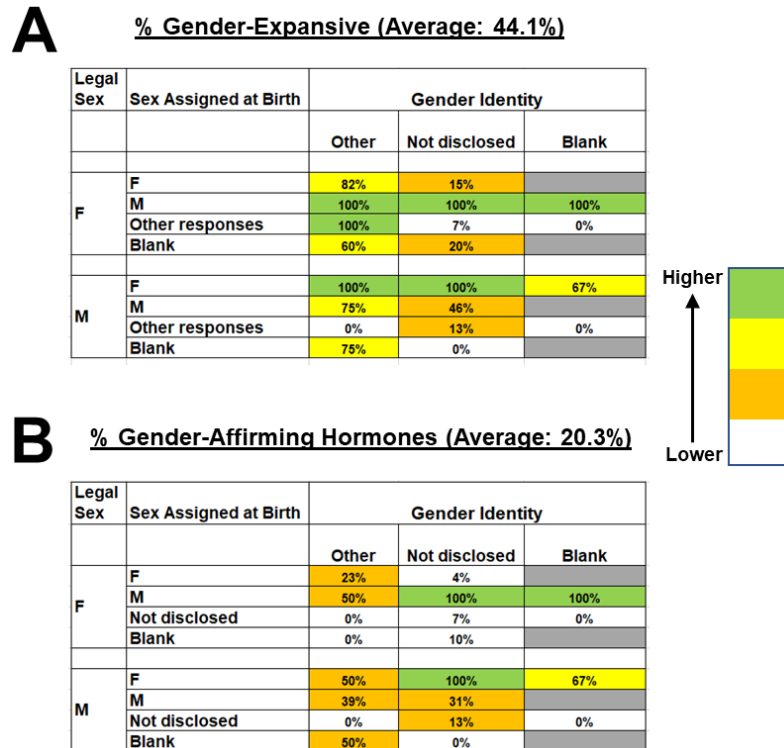 A
% Gender-Expansive (Average: 44.1%)
Legal Sex Sex Assigned at Birth Gender Identity
Other Not disclosed Blank
F
F 82% 15%
M 100% 100% 100%
Other responses 100% 7% 0%
Blank 60% 20%
M
F 100% 100% 67%
M 75% 46%
Other responses 0% 13% 0%
Blank 75% 0%
Higher
Lower
B
% Gender-Affirming Hormones (Average: 20.3%)
Legal Sex Sex Assigned at Birth Gender Identity
Other Not disclosed Blank
F
F 23% 4%
M 50% 100% 100%
Not disclosed 0% 7% 0%
Blank 0% 10%
M
F 50% 100% 67%
M 39% 31%
Not disclosed 0% 13% 0%
Blank 50% 0%